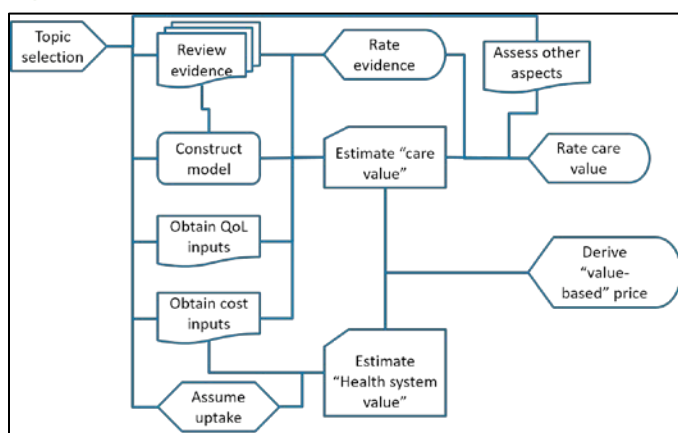 Topic
selection
Review
evidence
Rate
evidence
Assess other
aspects
Construct
model
Estimate “care
value”
Rate care
value
Obtain QoL
inputs
Derive
“value-
based” price
Obtain cost
inputs
Estimate
“Health system
value”
Assume
uptake